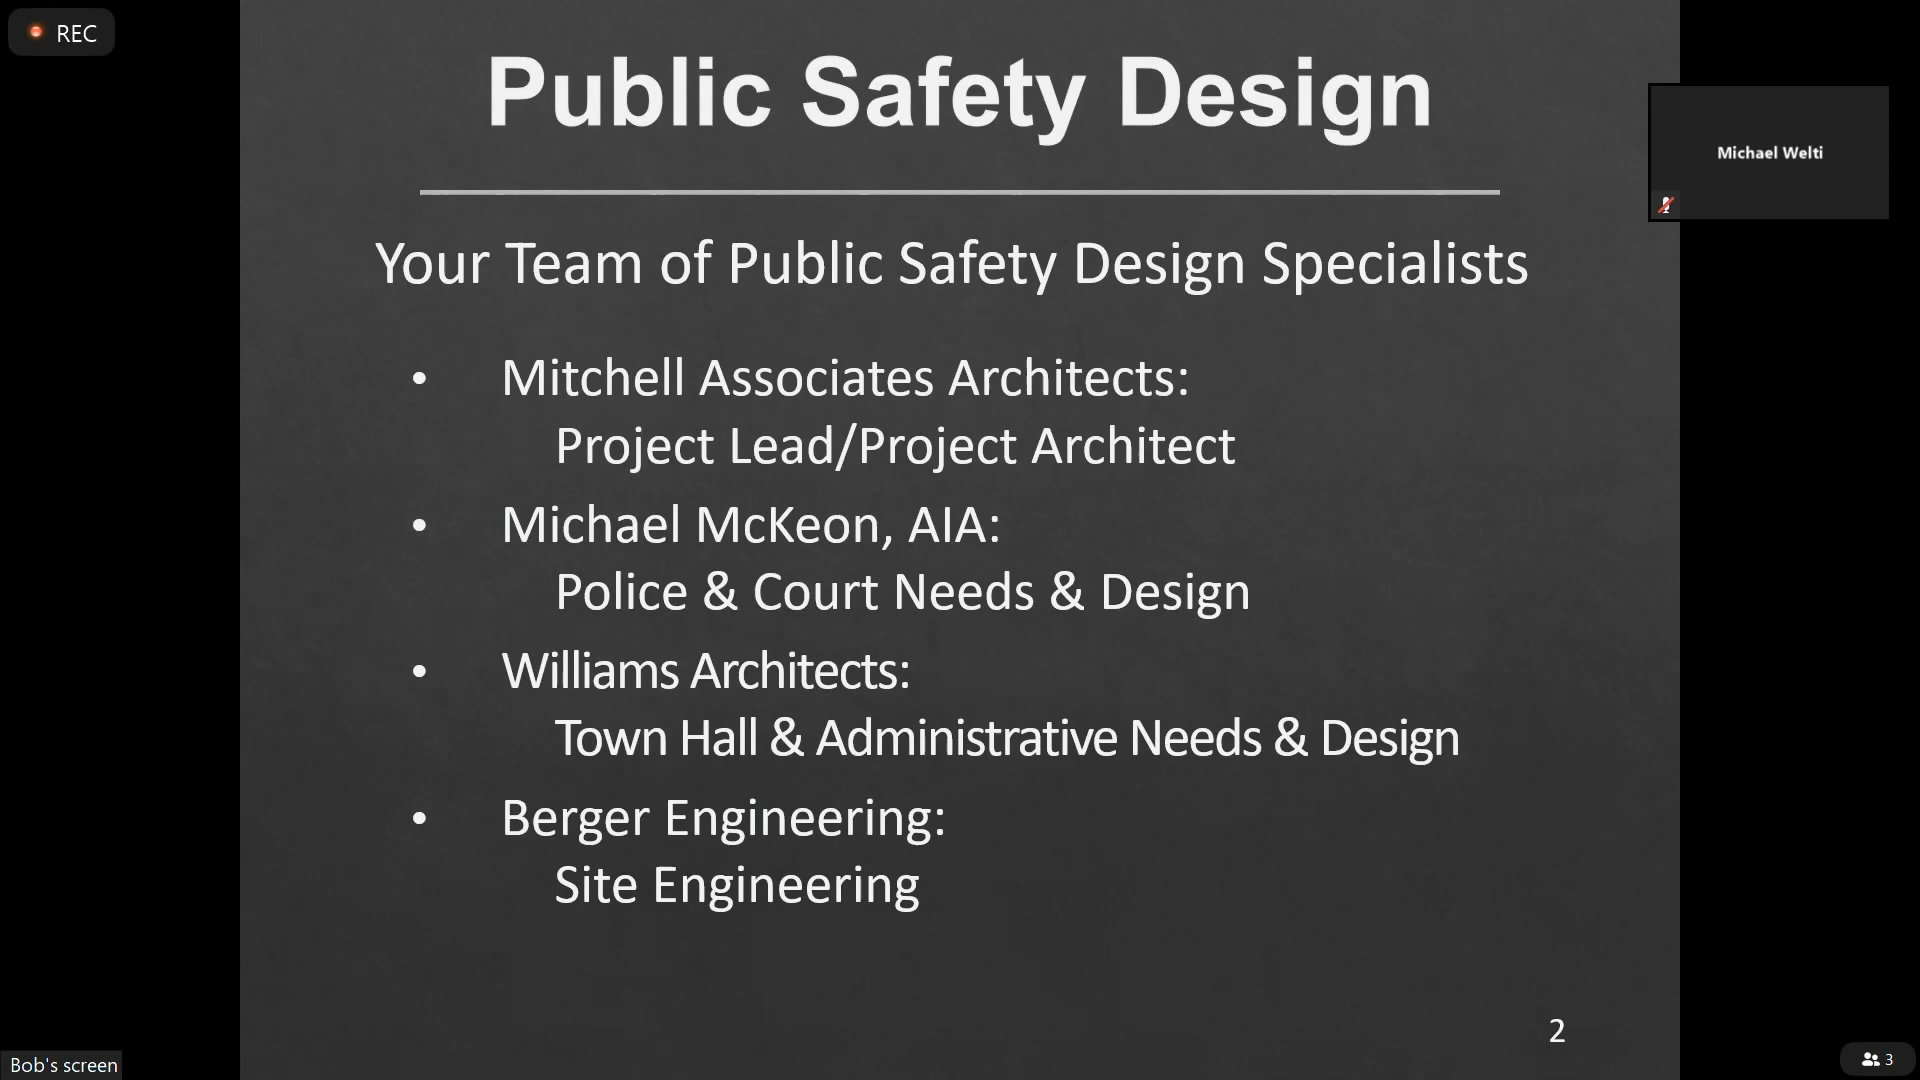 REC
Public Safety Design
Michael Welti
Your Team of Public Safety Design Specialists
• Mitchell Associates Architects:
Project Lead/Project Architect
• Michael McKeon, AIA:
Police & Court Needs & Design
• Williams Architects:
Town Hall & Administrative Needs & Design
• Berger Engineering:
Site Engineering
2
Bob's screen
3